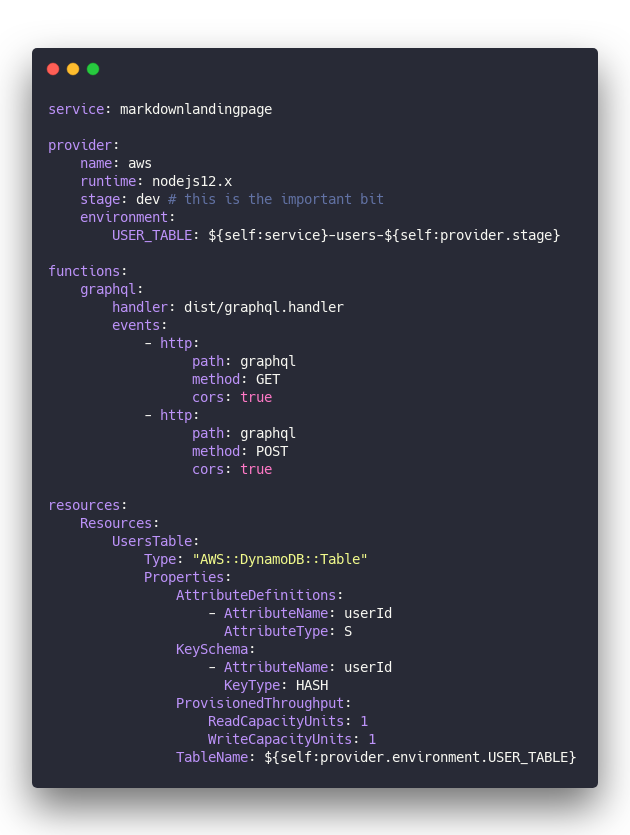 service: markdownlandingpage

provider:
    name: aws
    runtime: nodejs12.x
    stage: dev # this is the important bit
    environment:
        USER_TABLE: ${self:service}-users-${self:provider.stage}

functions:
    graphql:
        handler: dist/graphql.handler
        events:
            - http:
                  path: graphql
                  method: GET
                  cors: true
            - http:
                  path: graphql
                  method: POST
                  cors: true

resources:
    Resources:
        UsersTable:
            Type: "AWS::DynamoDB::Table"
            Properties:
                AttributeDefinitions:
                    - AttributeName: userId
                      AttributeType: S
                KeySchema:
                    - AttributeName: userId
                      KeyType: HASH
                ProvisionedThroughput:
                    ReadCapacityUnits: 1
                    WriteCapacityUnits: 1
                TableName: ${self:provider.environment.USER_TABLE}